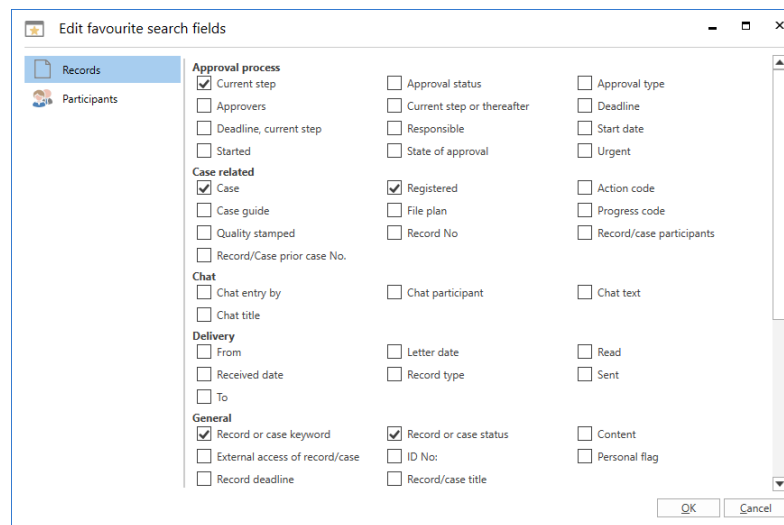 Edit favourite search fields
Records
Participants
Approval process
Current step Approval status Approval type
Approvers Current step or thereafter Deadline
Deadline, current step Responsible Start date
Started State of approval Urgent
Case related
Case Registered Action code
Case guide File plan Progress code
Quality stamped Record No Record/case participants
Record/Case prior case No.
Chat
Chat entry by Chat participant Chat text
Chat title
Delivery
From Letter date Read
Received date Record type Sent
To
General
Record or case keyword Record or case status Content
External access of record/case ID No: Personal flag
Record deadline Record/case title
OK Cancel